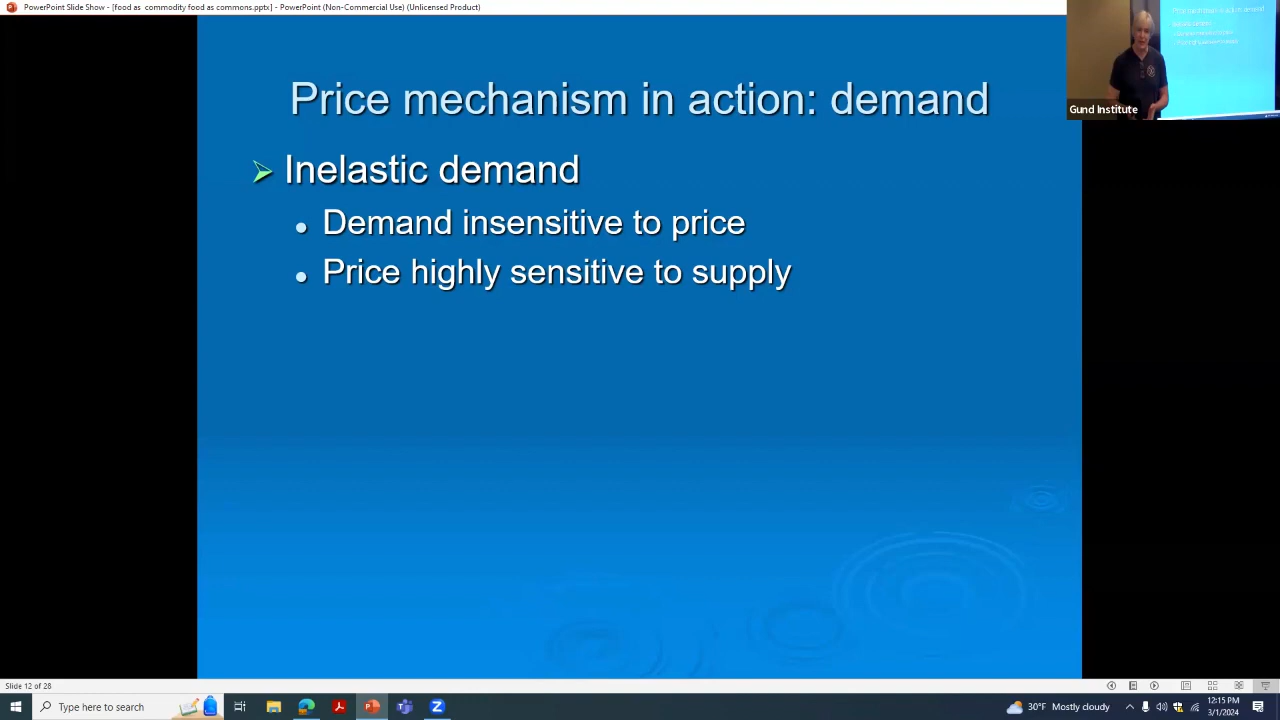 PowerPoint Slide Show - [food as  commodity food as commons.pptx] - PowerPoint (Non-Commercial Use) (Unlicensed Product)
Price mechanism in action: demand
Inelastic demand
Demand insensitive to price
Price highly sensitive to supply
Gund Institute
Slide 12 of 28
Type here to search
30°F Mostly cloudy
12:15 PM
3/1/2024